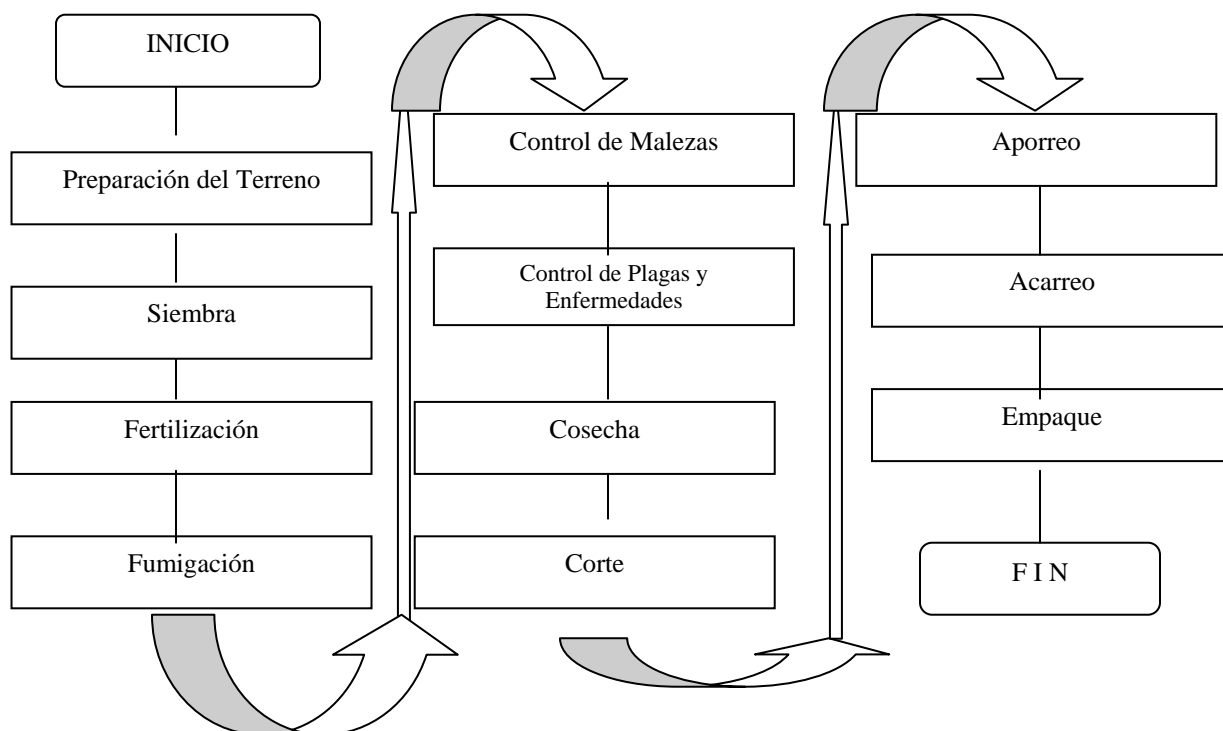 INICIO
Preparación del Terreno
Siembra
Fertilización
Fumigación
Control de Malezas
Control de Plagas y
Enfermedades
Cosecha
Corte
Aporreo
Acarreo
Empaque
F I N